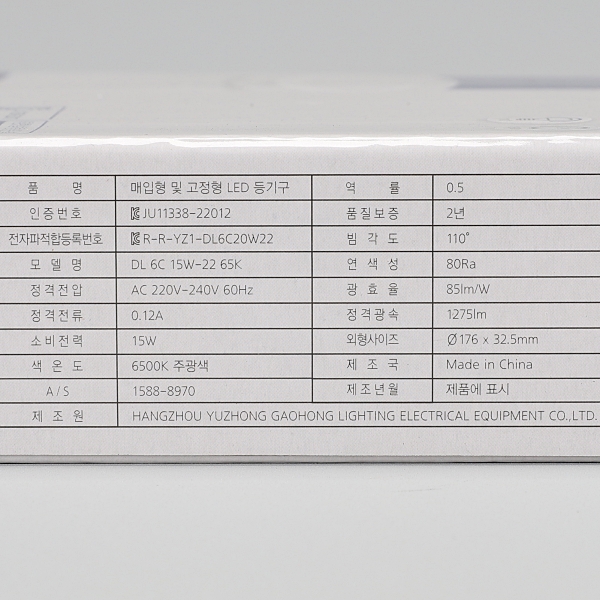 품 명 매입형 및 고정형 LED 등기구 역 률 0.5
인증번호 JU11338-22012 품질보증 2년
전자파적합등록번호 R-R-YZ1-DL6C20W22 빔 각 도 110°
모 델 명 DL 6C 15W-22 65K 연 색 성 80Ra
정격전압 AC 220V-240V 60Hz 광 효 율 85lm/W
정격전류 0.12A 정격광속 1275lm
소비전력 15W 외형사이즈 Ø176 x 32.5mm
색 온 도 6500K 주광색 제 조 국 Made in China
A / S 1588-8970 제조년월 제품에 표시
제 조 원 HANGZHOU YUZHONG GAOHONG LIGHTING ELECTRICAL EQUIPMENT CO.,LTD.